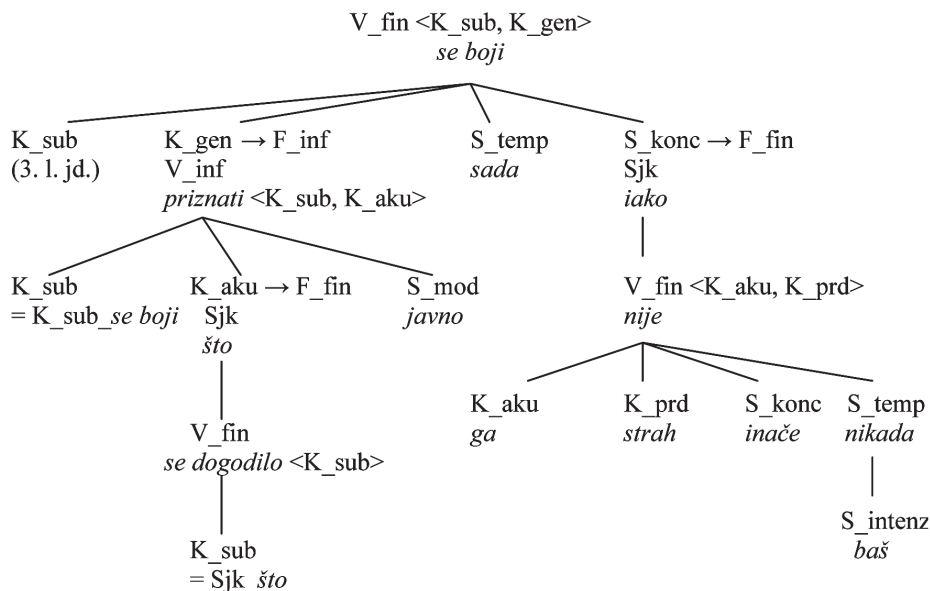 V_fin <K_sub, K_gen>
se boji
K_sub
(3. l. jd.)
K_gen → F_inf
V_inf
priznati <K_sub, K_aku>
S_temp
sada
S_konc → F_fin
Sjk
iako
K_sub
= K_sub_se boji
K_aku → F_fin
Sjk
što
S_mod
javno
V_fin <K_aku, K_prd>
nije
K_aku
ga
K_prd
strah
S_konc
inače
S_temp
nikada
V_fin
se dogodilo <K_sub>
S_intenz
baš
K_sub
= Sjk što